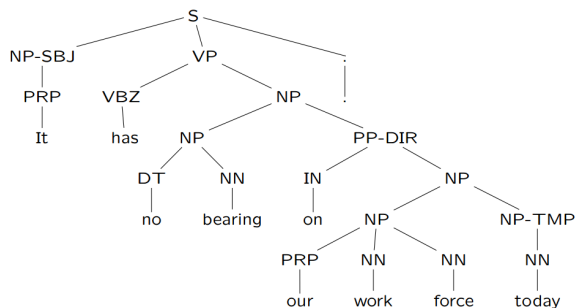 S
NP-SBJ VP .
PRP VBZ NP .
It has NP PP-DIR
DT NN IN NP
no bearing on NP NP-TMP
PRP NN NN NN
our work force today